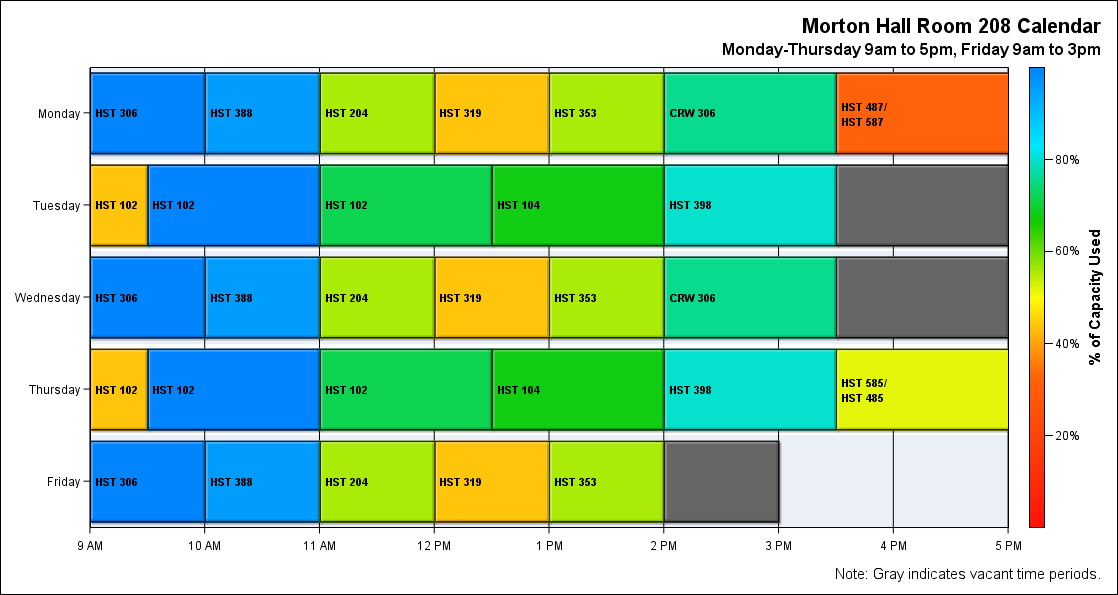 Morton Hall Room 208 Calendar
Monday-Thursday 9am to 5pm, Friday 9am to 3pm
Monday
HST 306
HST 388
HST 204
HST 319
HST 353
CRW 306
HST 487/
HST 587
Tuesday
HST 102
HST 102
HST 102
HST 104
HST 398
Wednesday
HST 306
HST 388
HST 204
HST 319
HST 353
CRW 306
Thursday
HST 102
HST 102
HST 102
HST 104
HST 398
HST 585/
HST 485
Friday
HST 306
HST 388
HST 204
HST 319
HST 353
9 AM
10 AM
11 AM
12 PM
1 PM
2 PM
3 PM
4 PM
5 PM
80%
60%
40%
20%
% of Capacity Used
Note: Gray indicates vacant time periods.